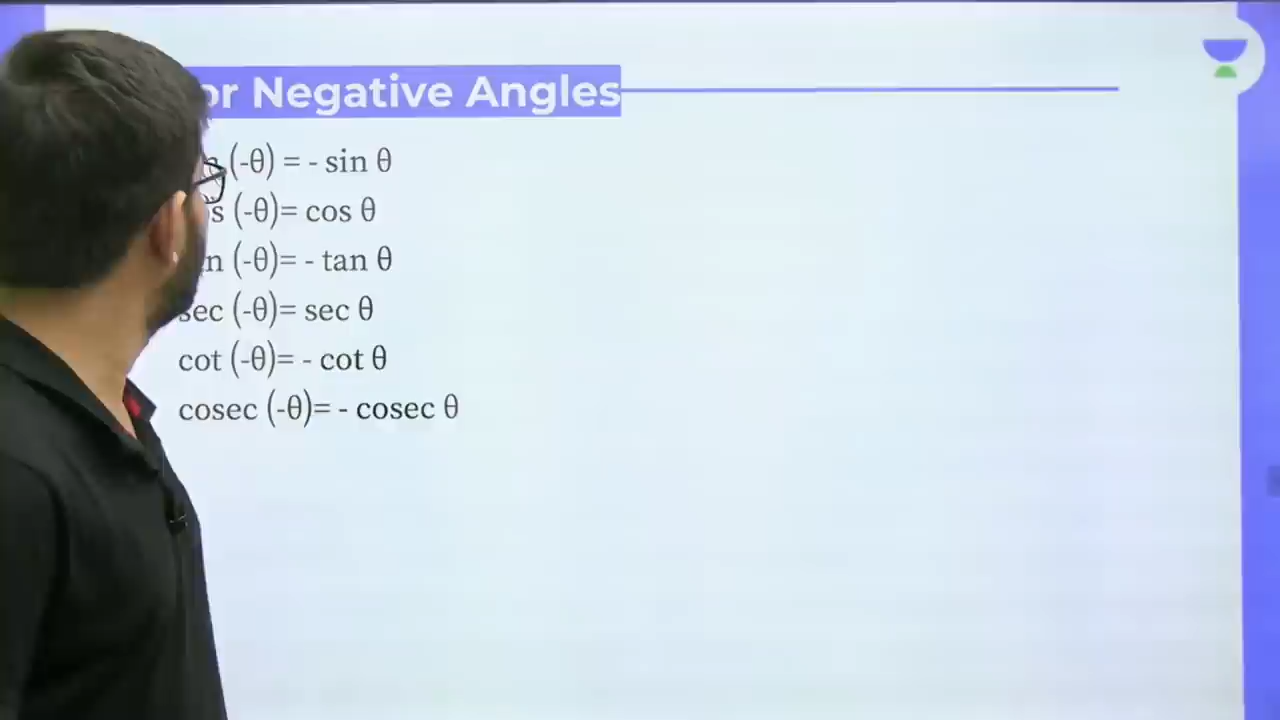 or Negative Angles
(-θ) = - sin θ
s (-θ)= cos θ
n (-θ)= - tan θ
sec (-θ)= sec θ
cot (-θ)= - cot θ
cosec (-θ)= - cosec θ